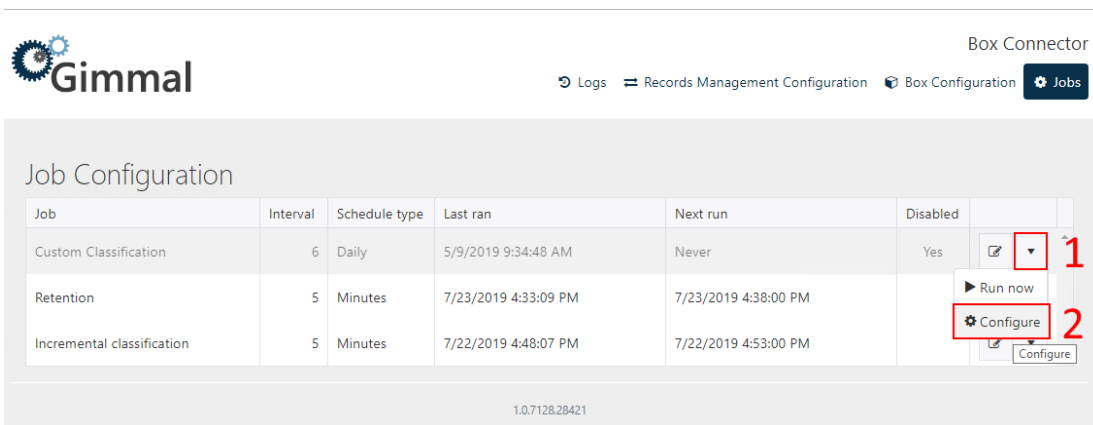 Gimmal
Box Connector
Logs Records Management Configuration Box Configuration Jobs
Job Configuration
Job Interval Schedule type Last ran Next run Disabled
Custom Classification 6 Daily 5/9/2019 9:34:48 AM Never Yes 1
Run now
Retention 5 Minutes 7/23/2019 4:33:09 PM 7/23/2019 4:38:00 PM
Configure 2
Incremental classification 5 Minutes 7/22/2019 4:48:07 PM 7/22/2019 4:53:00 PM
Configure
1.0.7128.28421